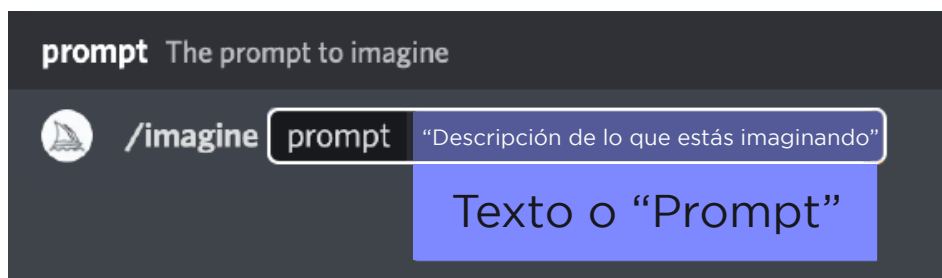 prompt The prompt to imagine
/imagine prompt “Descripción de lo que estás imaginando”
Texto o “Prompt”